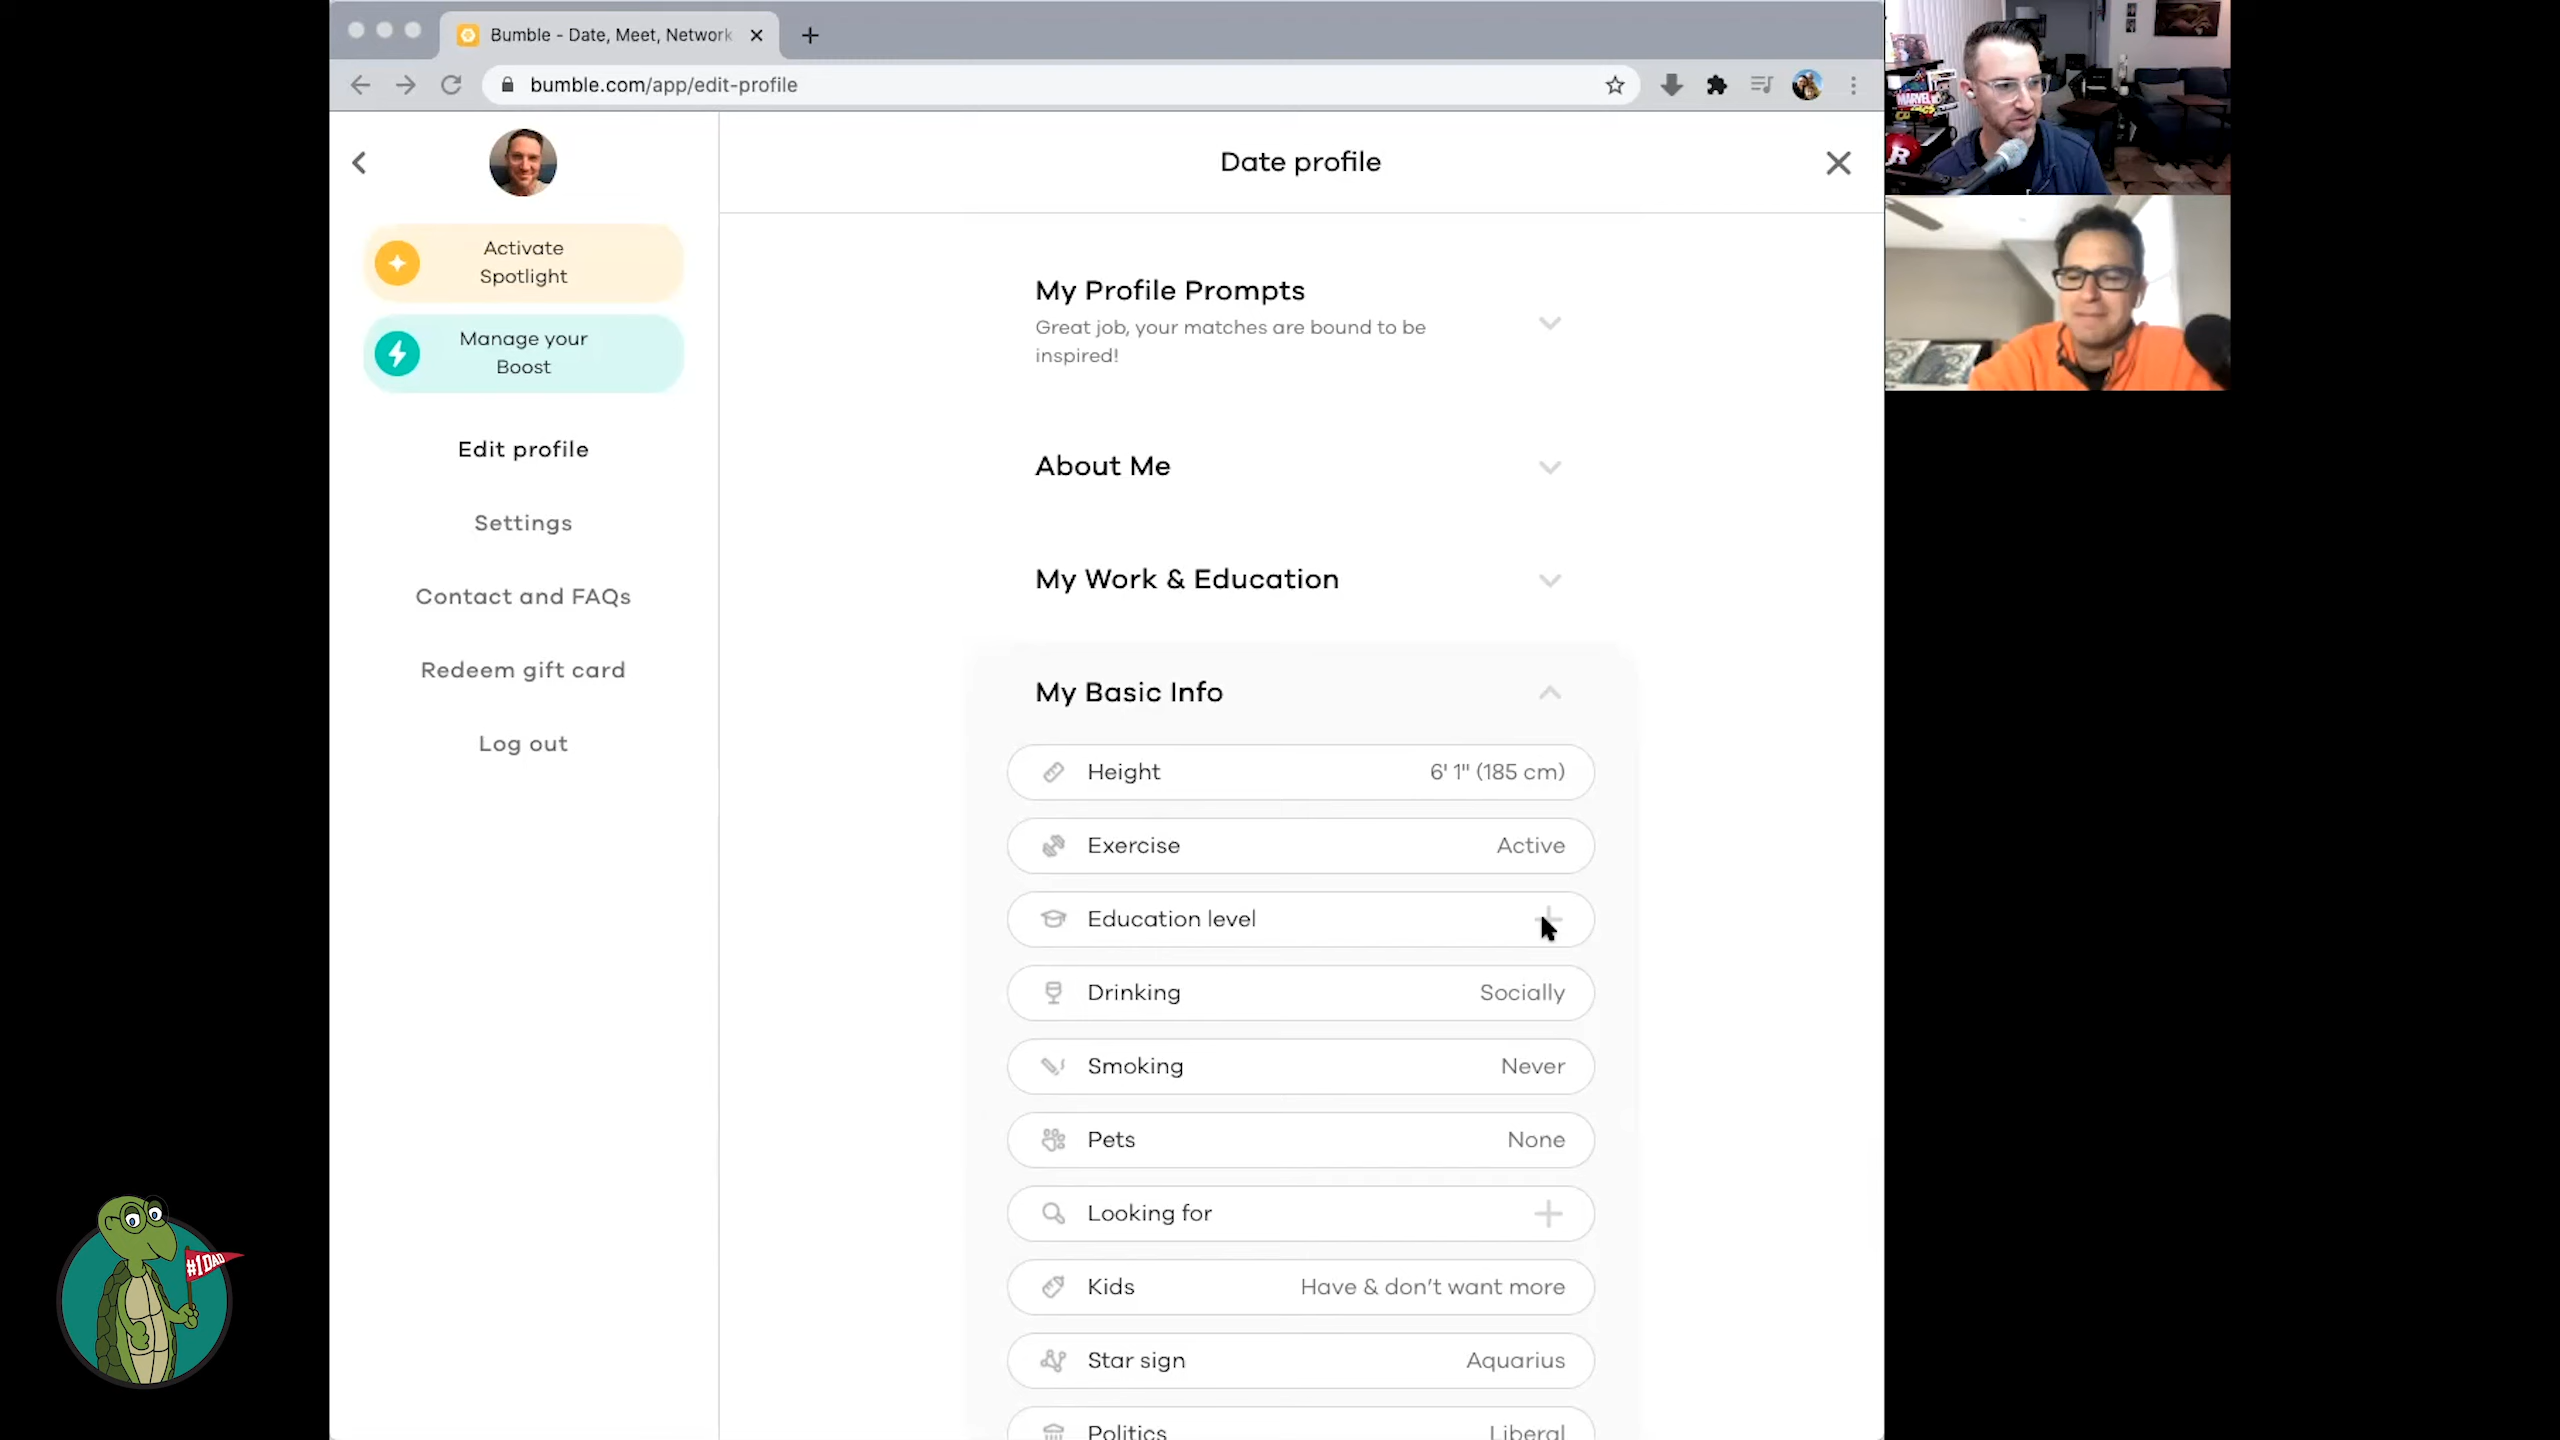 Bumble - Date, Meet, Network
bumble.com/app/edit-profile
Date profile
Activate
Spotlight
Manage your
Boost
Edit profile
Settings
Contact and FAQs
Redeem gift card
Log out
My Profile Prompts
Great job, your matches are bound to be
inspired!
About Me
My Work & Education
My Basic Info
Height 6' 1" (185 cm)
Exercise Active
Education level
Drinking Socially
Smoking Never
Pets None
Looking for
Kids Have & don't want more
Star sign Aquarius
Politics Liberal
MARVEL
R
#1 DAD